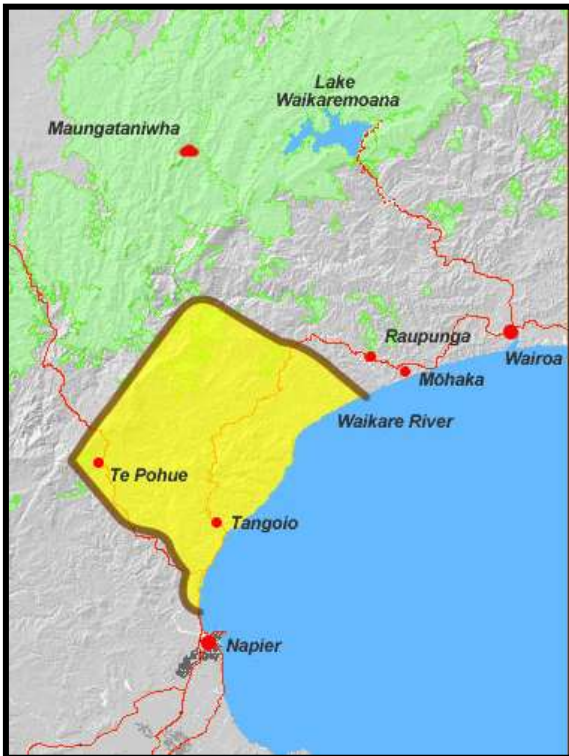 Lake
Waikaremoana
Maungataniwha
Raupunga
Wairoa
Mōhaka
Waikare River
Te Pohue
Tangoio
Napier